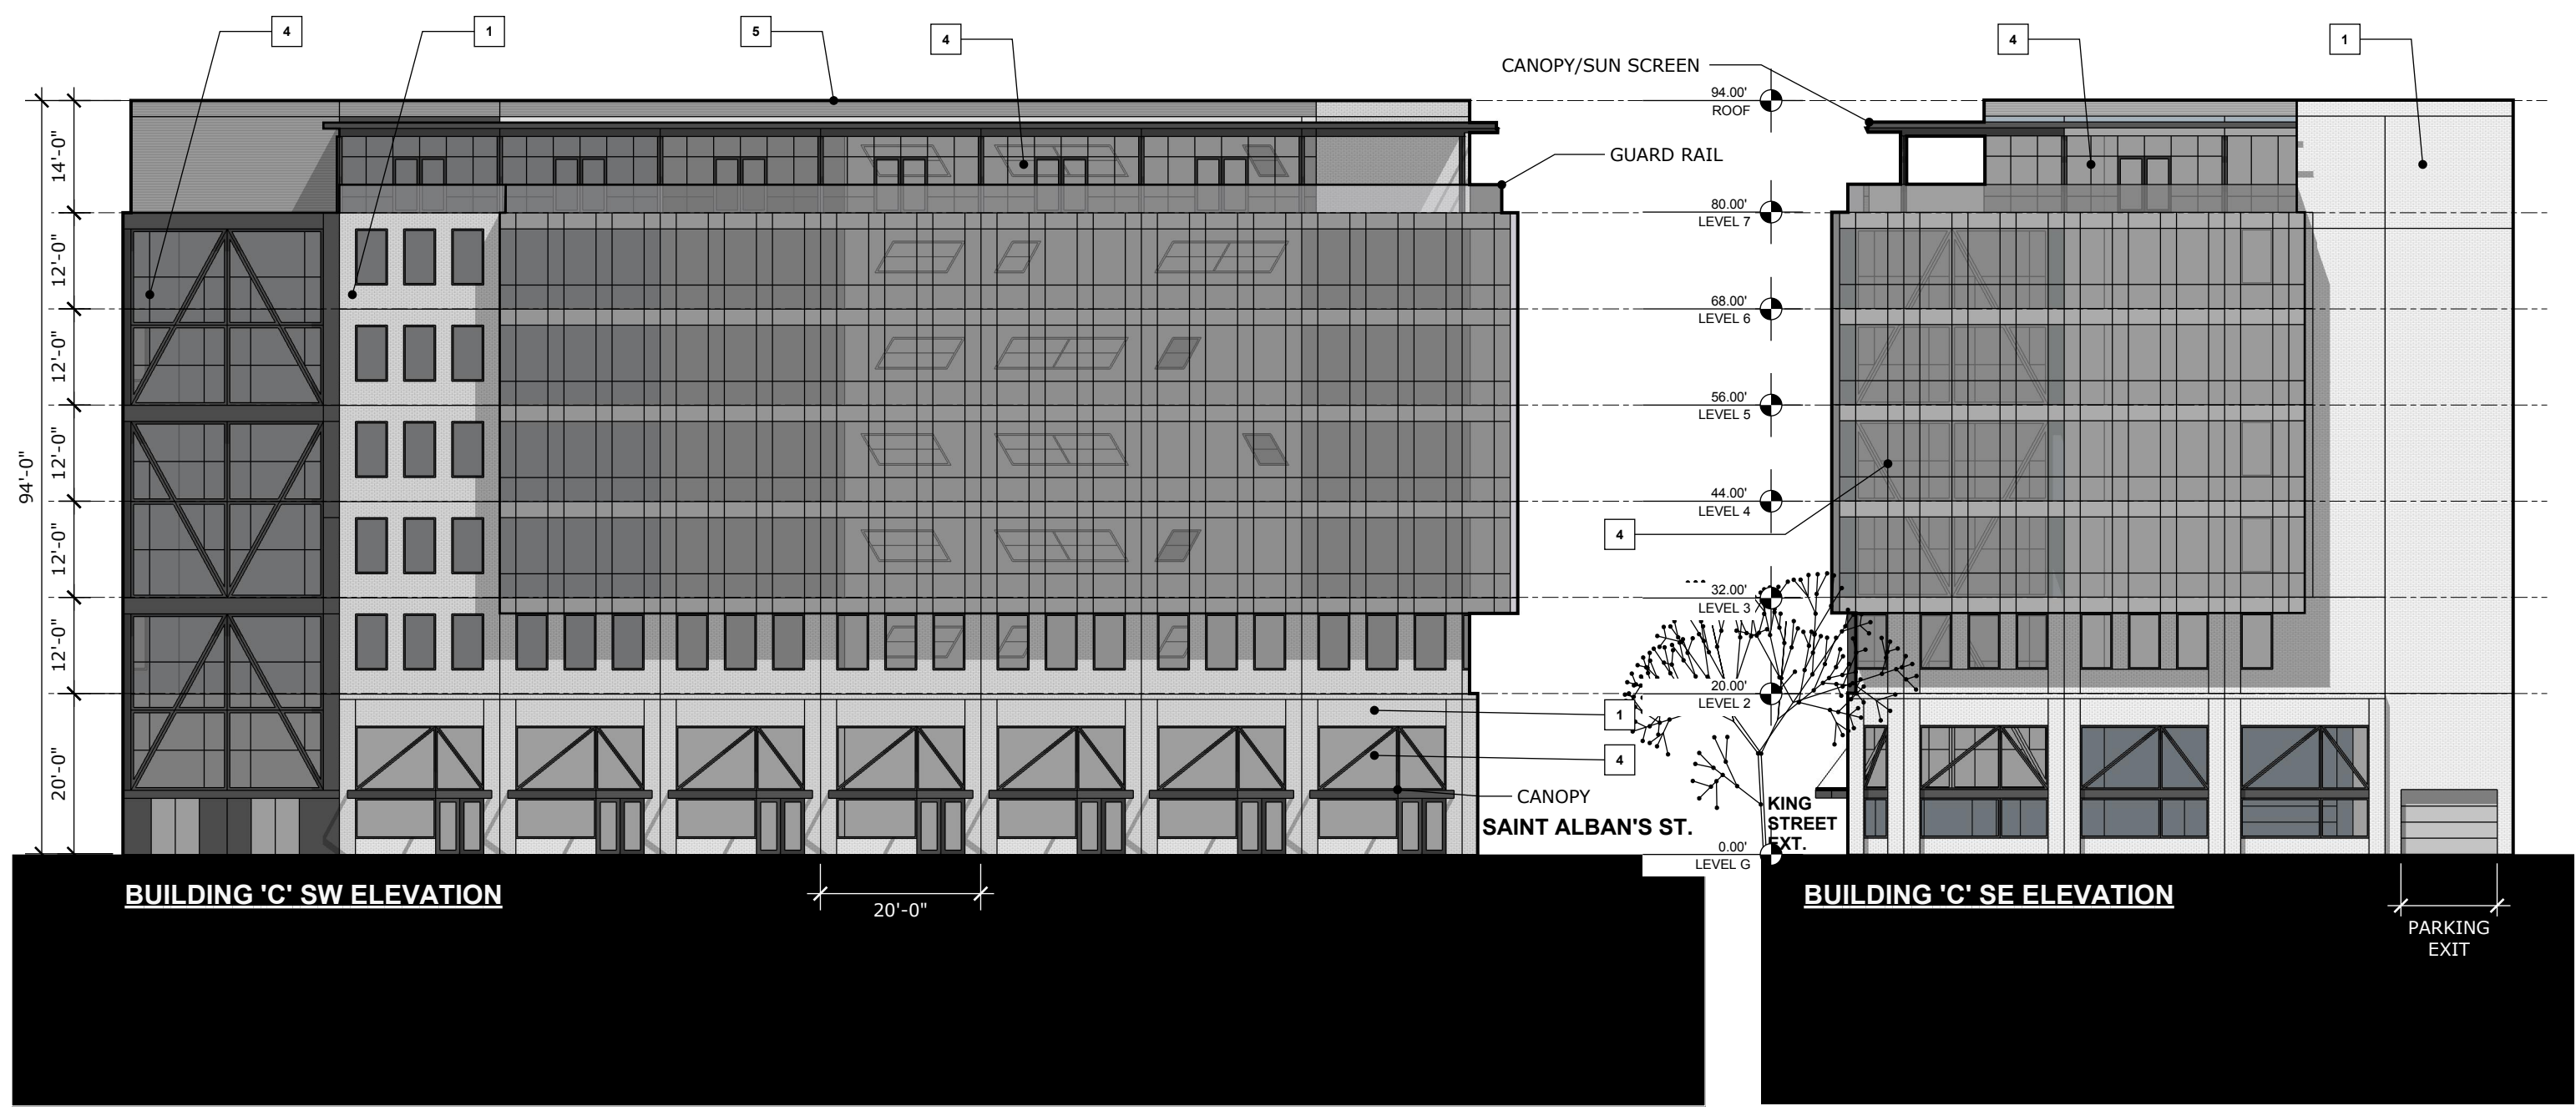 4
1
5
4
4
1
CANOPY/SUN SCREEN
94.00'
ROOF
GUARD RAIL
14'-0"
80.00'
LEVEL 7
12'-0"
68.00'
LEVEL 6
12'-0"
56.00'
LEVEL 5
94'-0"
12'-0"
44.00'
LEVEL 4
4
12'-0"
32.00'
LEVEL 3
12'-0"
20.00'
LEVEL 2
1
4
20'-0"
CANOPY
SAINT ALBAN'S ST.
KING
STREET
EXT.
0.00'
LEVEL G
BUILDING 'C' SW ELEVATION
20'-0"
BUILDING 'C' SE ELEVATION
PARKING
EXIT